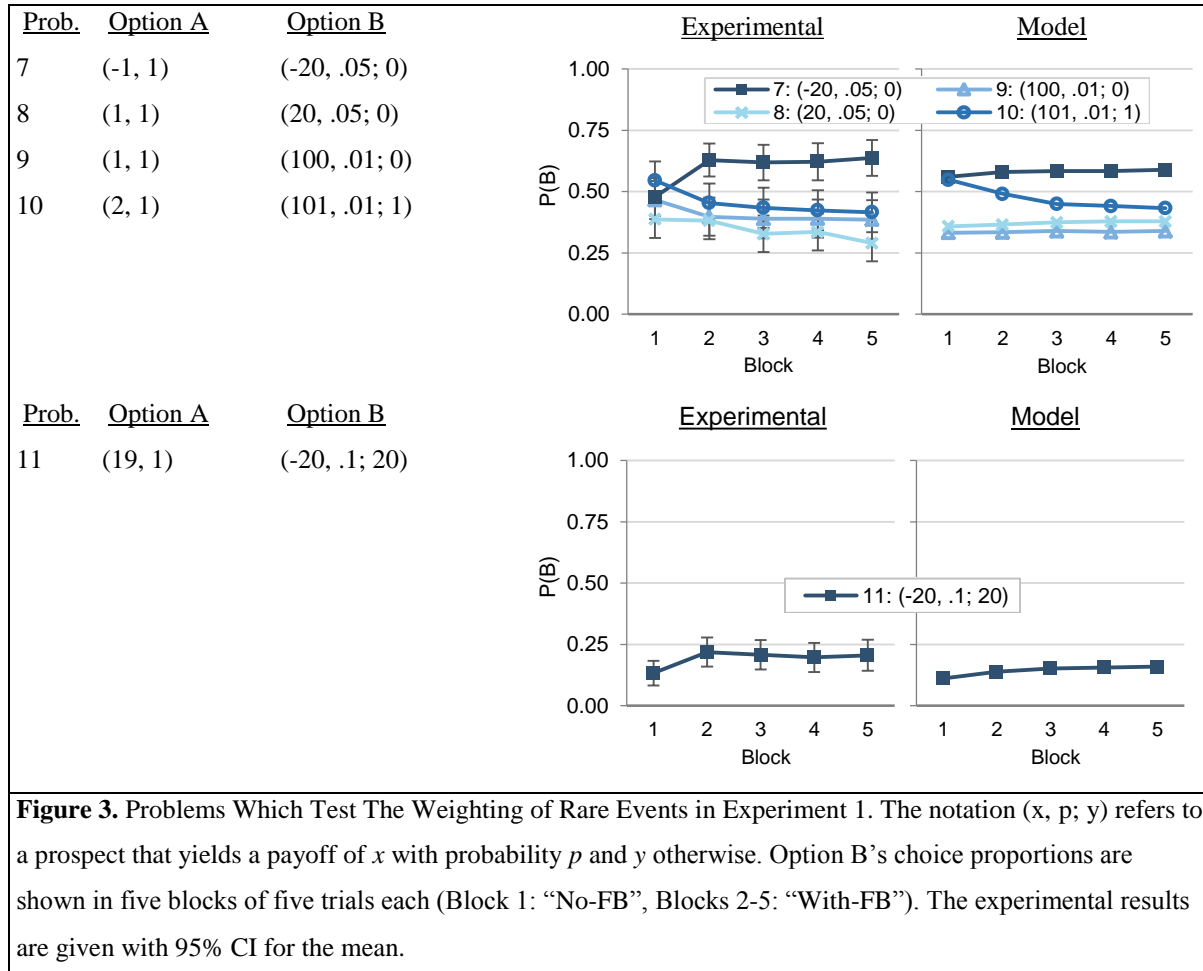 Prob. Option A Option B
7 (-1, 1) (-20, .05; 0)
8 (1, 1) (20, .05; 0)
9 (1, 1) (100, .01; 0)
10 (2, 1) (101, .01; 1)
Experimental Model
1.00
0.75
0.50
0.25
0.00
P(B)
7: (-20, .05; 0) 9: (100, .01; 0)
8: (20, .05; 0) 10: (101, .01; 1)
1 2 3 4 5 1 2 3 4 5
Block Block
Prob. Option A Option B
11 (19, 1) (-20, .1; 20)
Experimental Model
1.00
0.75
0.50
0.25
0.00
P(B)
11: (-20, .1; 20)
1 2 3 4 5 1 2 3 4 5
Block Block
Figure 3. Problems Which Test The Weighting of Rare Events in Experiment 1. The notation (x, p; y) refers to
a prospect that yields a payoff of x with probability p and y otherwise. Option B’s choice proportions are
shown in five blocks of five trials each (Block 1: “No-FB”, Blocks 2-5: “With-FB”). The experimental results
are given with 95% CI for the mean.